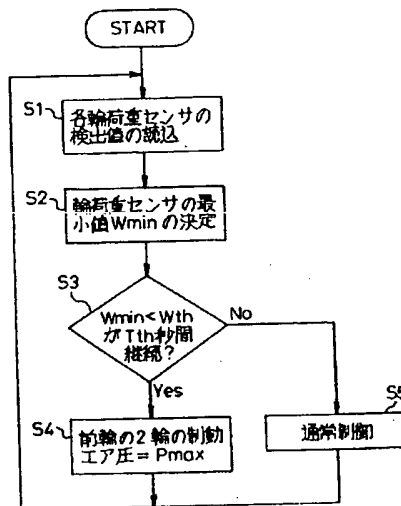 START
S1
各輪荷重センサの
検出値の読込
S2
輪荷重センサの最
小値Wminの決定
S3
Wmin<Wth
がTth秒間
継続?
No
Yes
S4
前輪の2輪の制動
エア圧=Pmax
S5
通常制御